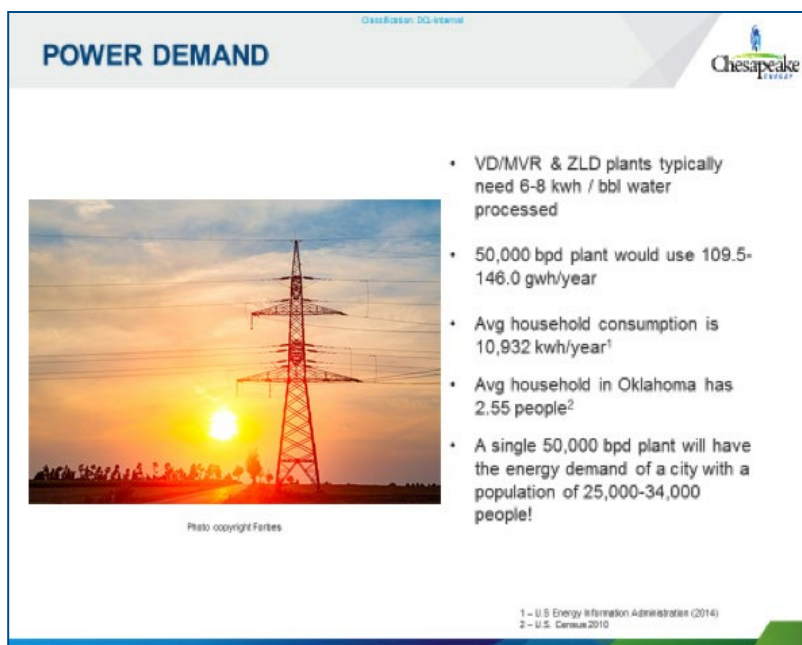 Classification: DCL-Internal
POWER DEMAND
Chesapeake
ENERGY
• VD/MVR & ZLD plants typically
need 6-8 kwh / bbl water
processed
• 50,000 bpd plant would use 109.5-
146.0 gwh/year
• Avg household consumption is
10,932 kwh/year¹
• Avg household in Oklahoma has
2.55 people²
• A single 50,000 bpd plant will have
the energy demand of a city with a
population of 25,000-34,000
people!
Photo copyright Forbes
1 – U.S Energy Information Administration (2014)
2 – U.S. Census 2010